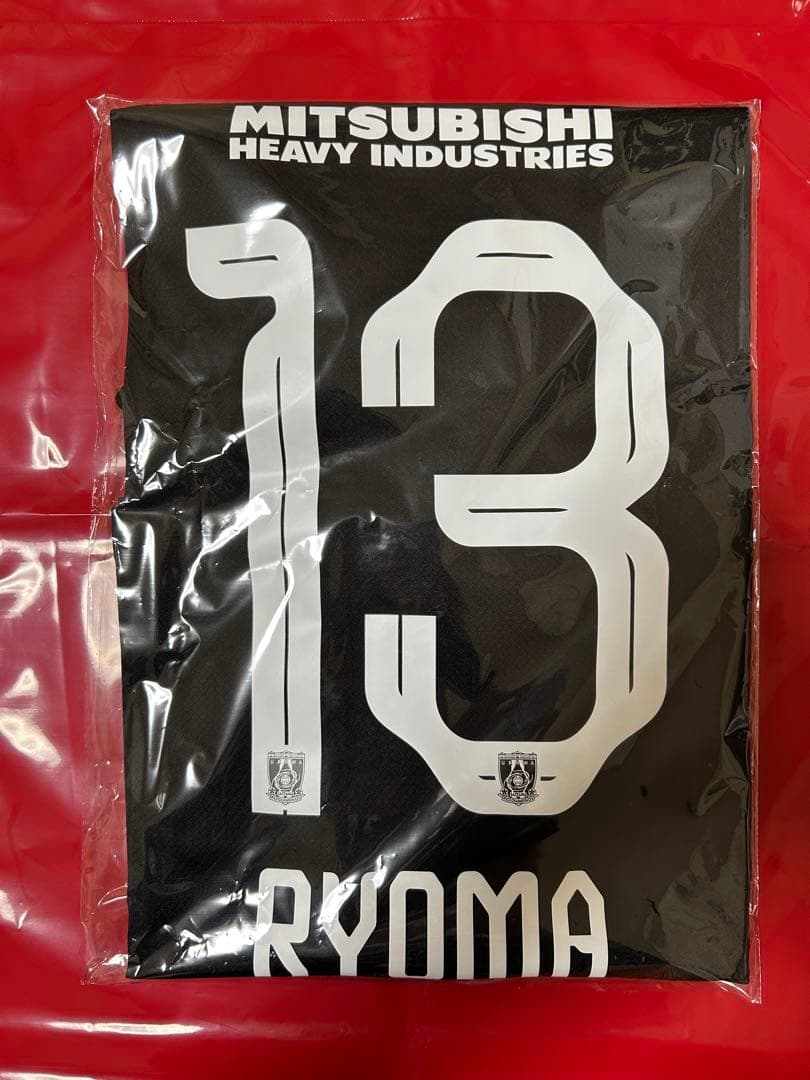 MITSUBISHI
HEAVY INDUSTRIES
13
RYOMA